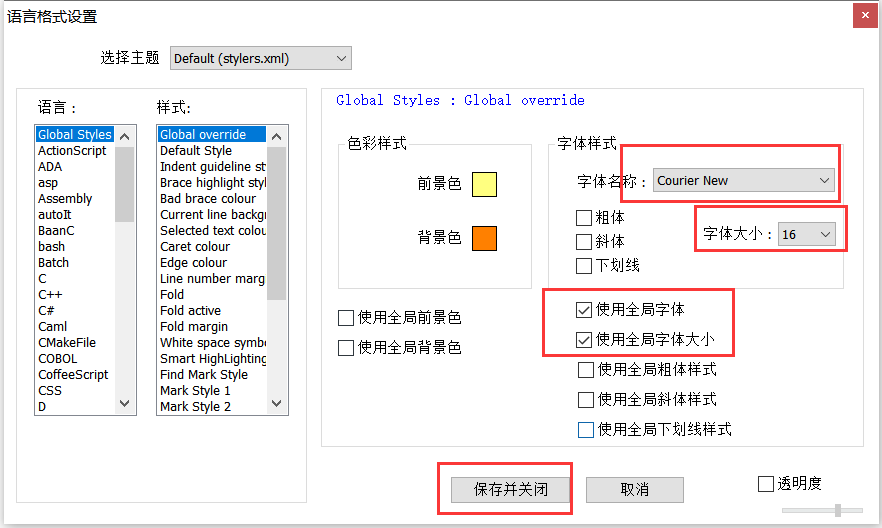 语言格式设置
选择主题 Default (stylers.xml)
语言：
Global Styles
ActionScript
ADA
asp
Assembly
autoIt
BaanC
bash
Batch
C
C++
C#
Caml
CMakeFile
COBOL
CoffeeScript
CSS
D
样式:
Global override
Default Style
Indent guideline st
Brace highlight styl
Bad brace colour
Current line backgr
Selected text colou
Caret colour
Edge colour
Line number marg
Fold
Fold active
Fold margin
White space symbo
Smart HighLighting
Find Mark Style
Mark Style 1
Mark Style 2
Global Styles : Global override
色彩样式
前景色
背景色
字体样式
字体名称： Courier New
粗体
斜体
下划线
字体大小： 16
使用全局前景色
使用全局背景色
使用全局字体
使用全局字体大小
使用全局粗体样式
使用全局斜体样式
使用全局下划线样式
保存并关闭
取消
透明度